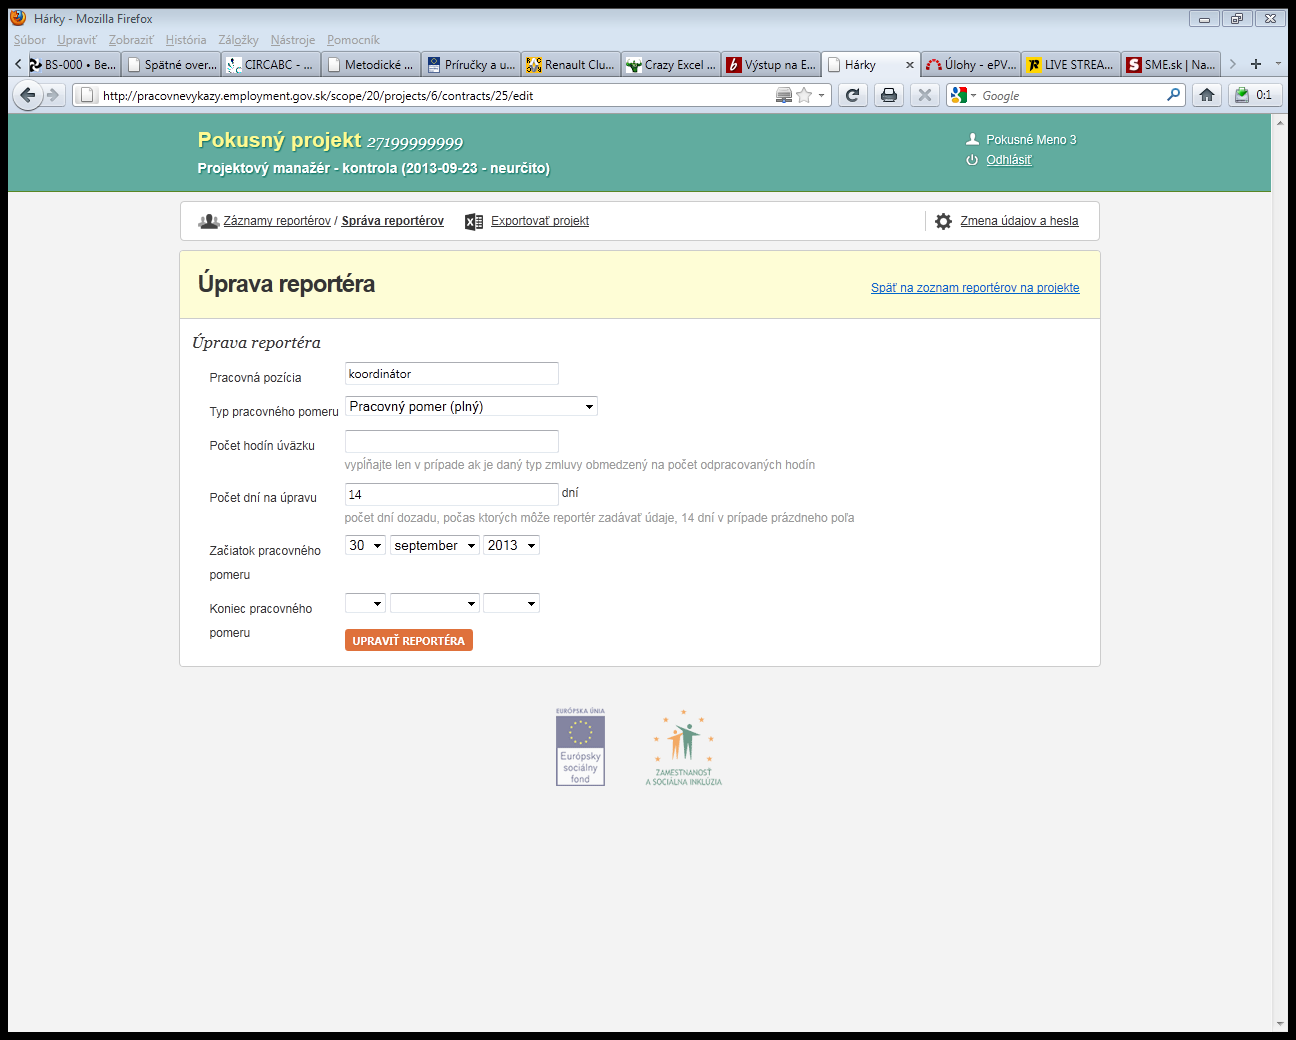 Hárky - Mozilla Firefox
Súbor Upraviť Zobraziť História Záložky Nástroje Pomocník
BS-000 • Be... Spätné over... CIRCABC - ... Metodické ... Príručky a u... Renault Clu... Crazy Excel ... Výstup na E... Hárky Úlohy - ePV... LIVE STREA... SME.sk | Na...
http://pracovnevykazy.employment.gov.sk/scope/20/projects/6/contracts/25/edit Google 0:1
Pokusný projekt 27199999999 Pokusné Meno 3
Projektový manažér - kontrola (2013-09-23 - neurčito) Odhlásiť
Záznamy reportérov / Správa reportérov Exportovať projekt Zmena údajov a hesla
Úprava reportéra Späť na zoznam reportérov na projekte
Úprava reportéra
Pracovná pozícia koordinátor
Typ pracovného pomeru Pracovný pomer (plný)
Počet hodín úväzku
vypĺňajte len v prípade ak je daný typ zmluvy obmedzený na počet odpracovaných hodín
Počet dní na úpravu 14 dní
počet dní dozadu, počas ktorých môže reportér zadávať údaje, 14 dní v prípade prázdneho poľa
Začiatok pracovného pomeru 30 september 2013
Koniec pracovného pomeru
UPRAVIŤ REPORTÉRA
EURÓPSKA ÚNIA
Európsky
sociálny
fond
ZAMESTNANOSŤ
A SOCIÁLNA INKLÚZIA